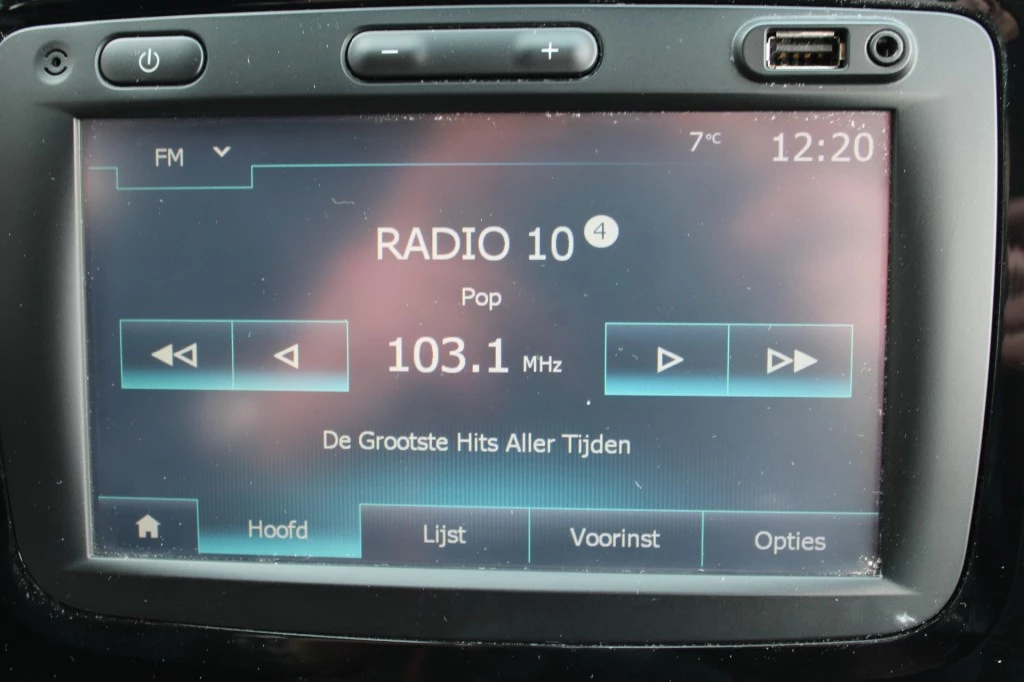 FM
7°C
12:20
RADIO 10 4
Pop
103.1 MHz
De Grootste Hits Aller Tijden
Hoofd
Lijst
Voorinst
Opties